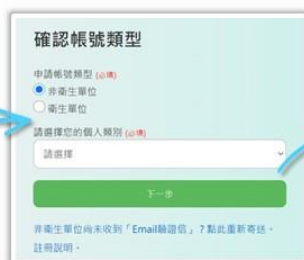 確認帳號類型
申請帳號類型 (必填)
非衛生單位
衛生單位
請選擇您的個人類別 (必填)
請選擇
下一步
非衛生單位尚未收到「Email驗證信」？點此重新寄送。
註冊說明。